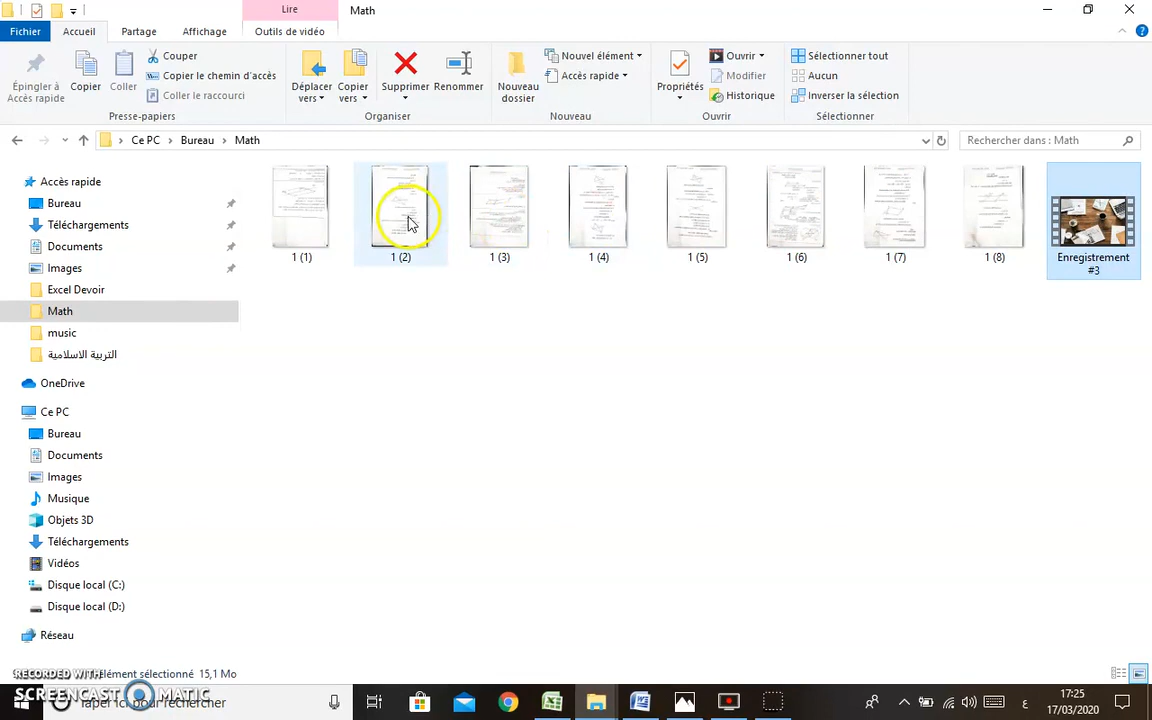 Lire
Math
Fichier
Accueil
Partage
Affichage
Outils de vidéo
Épingler à
Accès rapide
Copier
Coller
Couper
Copier le chemin d'accès
Coller le raccourci
Presse-papiers
Déplacer
vers
Copier
vers
Supprimer
Renommer
Organiser
Nouveau
dossier
Nouvel élément
Accès rapide
Nouveau
Propriétés
Ouvrir
Modifier
Historique
Ouvrir
Sélectionner tout
Aucun
Inverser la sélection
Sélectionner
Ce PC
Bureau
Math
Rechercher dans : Math
Accès rapide
Bureau
Téléchargements
Documents
Images
Excel Devoir
Math
music
التربية الاسلامية
OneDrive
Ce PC
Bureau
Documents
Images
Musique
Objets 3D
Téléchargements
Vidéos
Disque local (C:)
Disque local (D:)
Réseau
1 (1)
1 (2)
1 (3)
1 (4)
1 (5)
1 (6)
1 (7)
1 (8)
Enregistrement
#3
élément sélectionné 15,1 Mo
RECORDED WITH
SCREENCAST MATIC
Taper ici pour rechercher
ع
17:25
17/03/2020